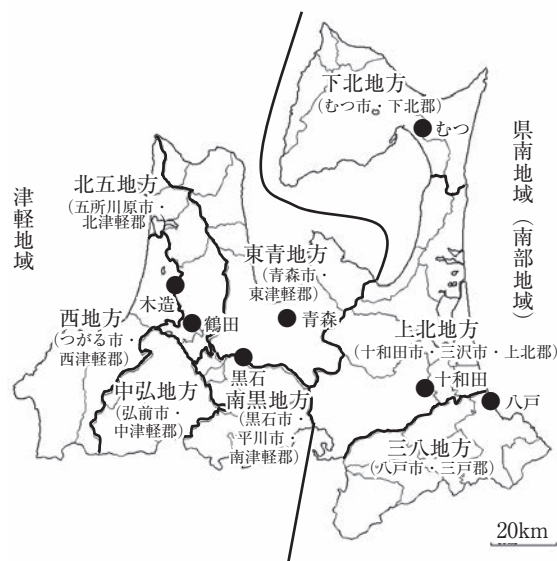 下北地方
（むつ市・下北郡）
むつ
県南地域（南部地域）
津軽地域
北五地方
（五所川原市・
北津軽郡）
東青地方
（青森市・
東津軽郡）
木造
鶴田
青森
西地方
（つがる市・
西津軽郡）
上北地方
（十和田市・三沢市・上北郡）
黒石
十和田
八戸
中弘地方
（弘前市・
中津軽郡）
南黒地方
（黒石市・
平川市・
南津軽郡）
三八地方
（八戸市・三戸郡）
20km